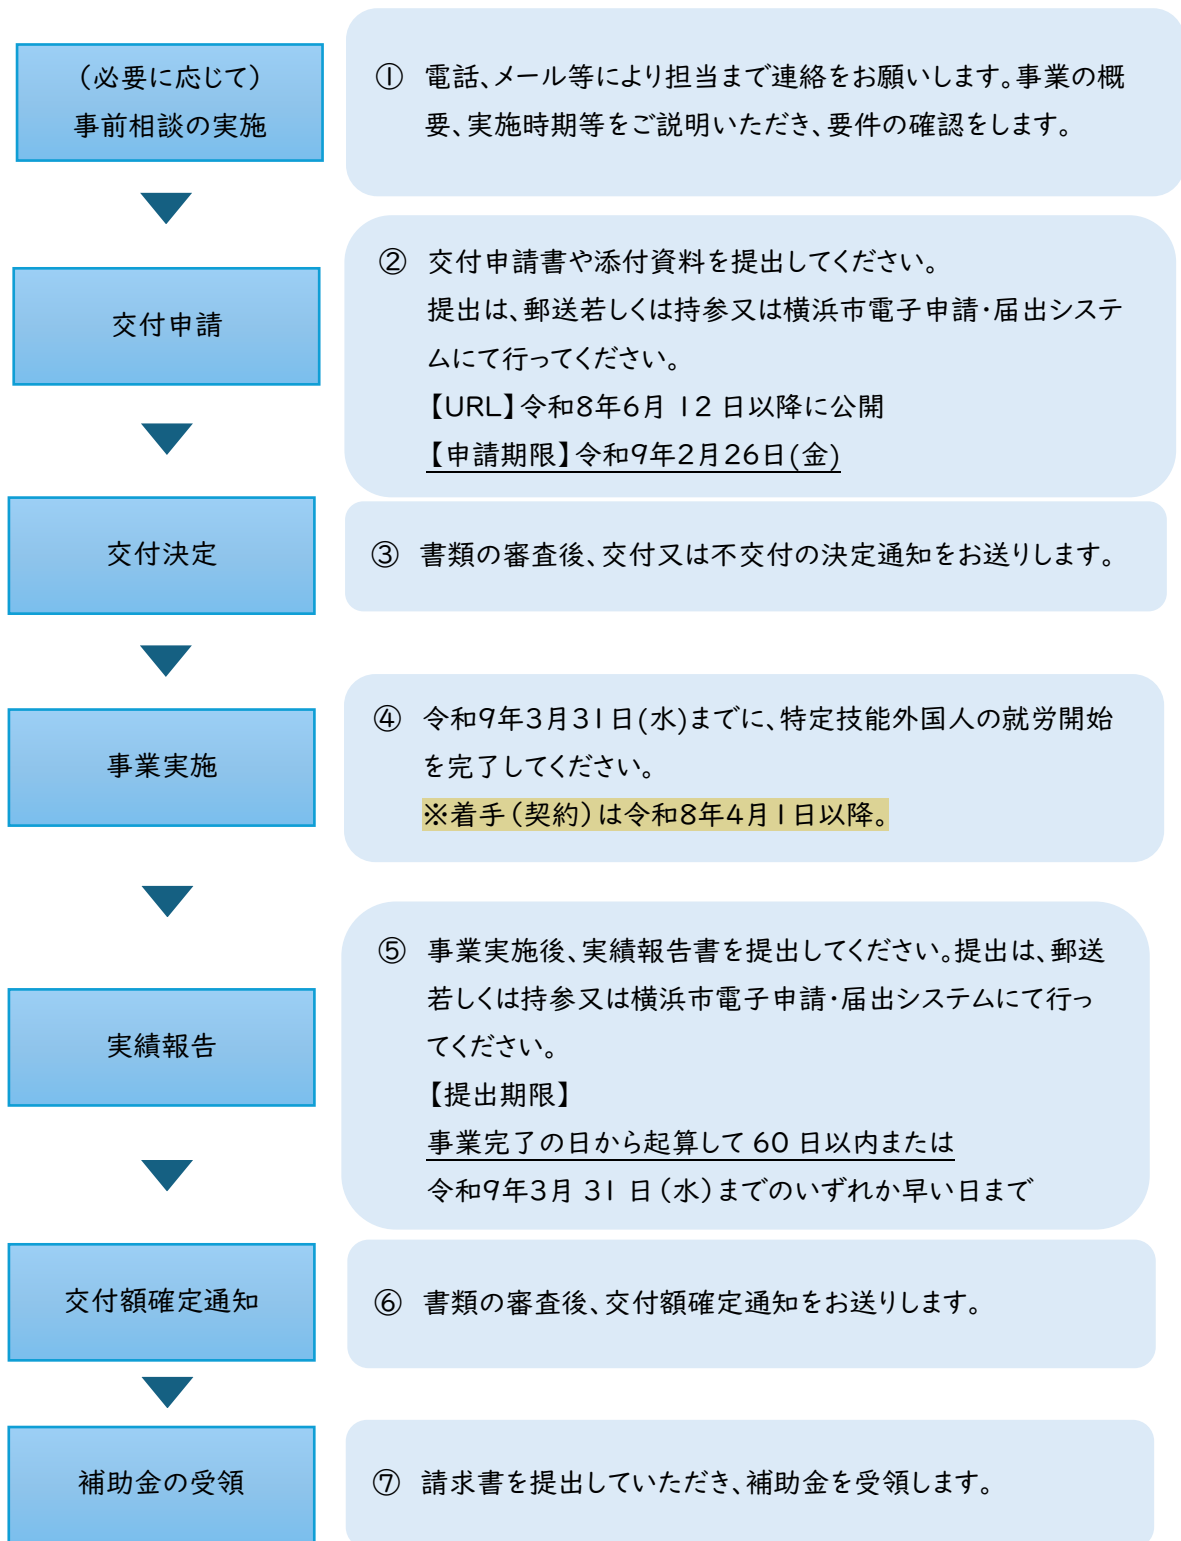 （必要に応じて）
事前相談の実施
① 電話、メール等により担当まで連絡をお願いします。事業の概
要、実施時期等をご説明いただき、要件の確認をします。
交付申請
② 交付申請書や添付資料を提出してください。
提出は、郵送若しくは持参又は横浜市電子申請・届出システ
ムにて行ってください。
【URL】令和8年6月 12 日以降に公開
【申請期限】令和9年2月26日(金)
交付決定
③ 書類の審査後、交付又は不交付の決定通知をお送りします。
事業実施
④ 令和9年3月31日(水)までに、特定技能外国人の就労開始
を完了してください。
※着手（契約）は令和8年4月1日以降。
実績報告
⑤ 事業実施後、実績報告書を提出してください。提出は、郵送
若しくは持参又は横浜市電子申請・届出システムにて行っ
てください。
【提出期限】
事業完了の日から起算して 60 日以内または
令和9年3月 31 日（水）までのいずれか早い日まで
交付額確定通知
⑥ 書類の審査後、交付額確定通知をお送りします。
補助金の受領
⑦ 請求書を提出していただき、補助金を受領します。